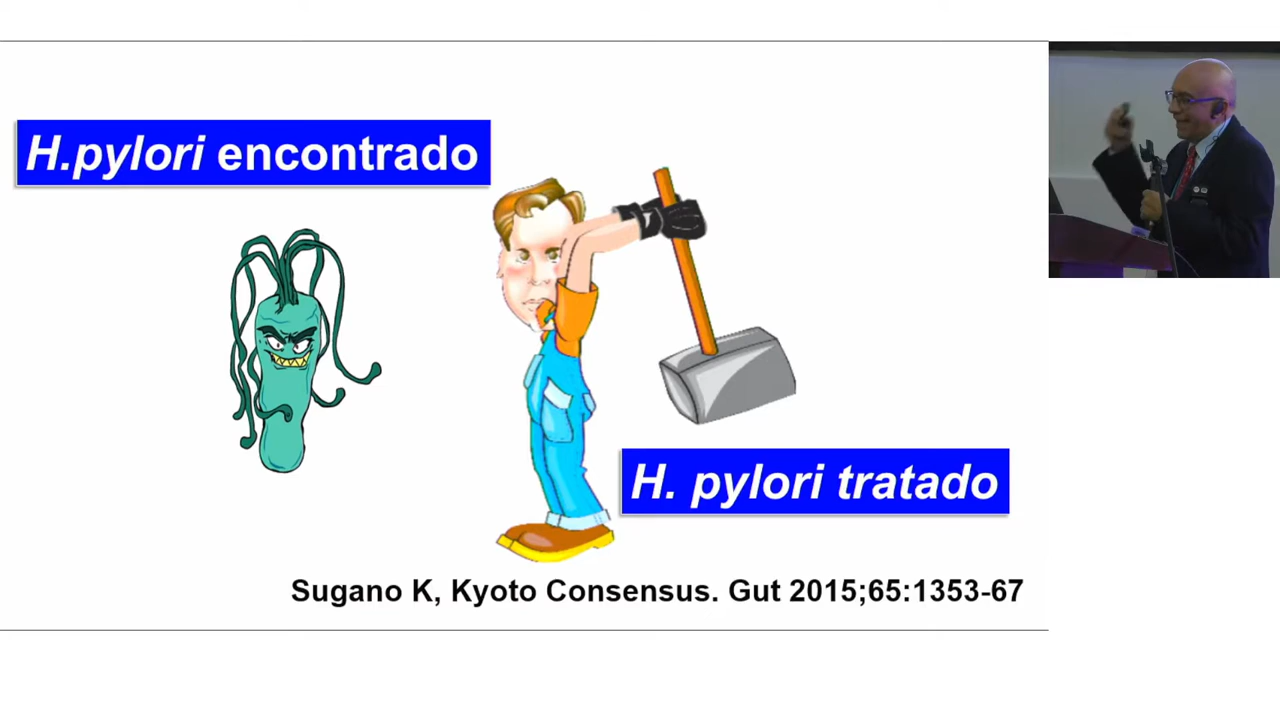 H.pylori encontrado
H. pylori tratado
Sugano K, Kyoto Consensus. Gut 2015;65:1353-67